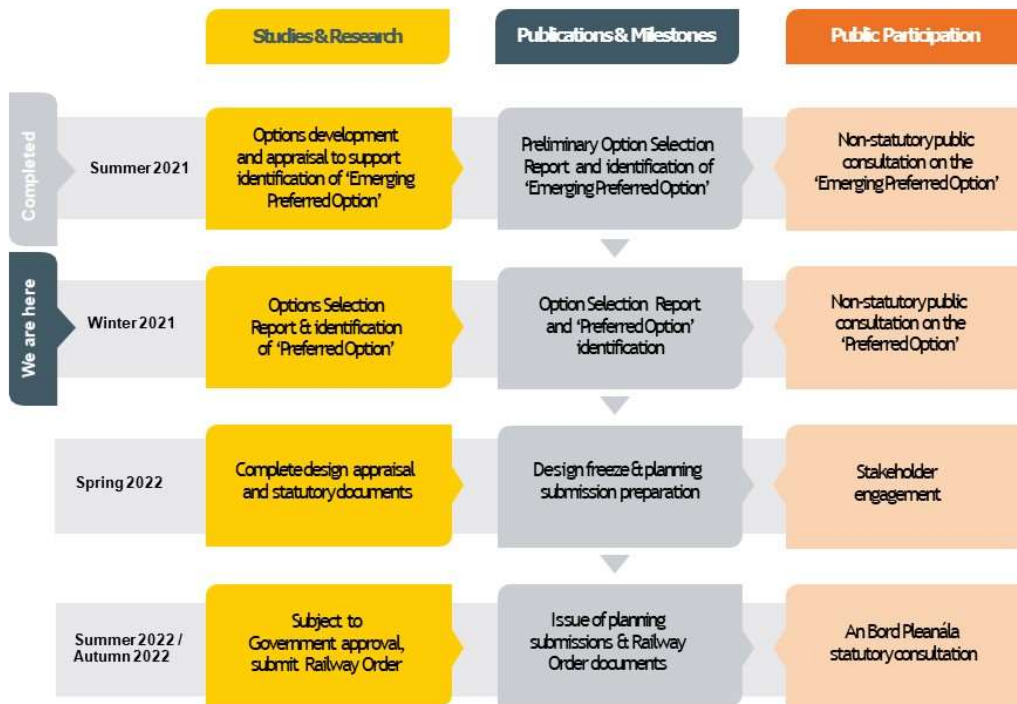 Studies & Research
Publications & Milestones
Public Participation
Completed
Summer 2021
Options development
and appraisal to support
identification of ‘Emerging
Preferred Option’
Preliminary Option Selection
Report and identification of
‘Emerging Preferred Option’
Non-statutory public
consultation on the
‘Emerging Preferred Option’
We are here
Winter 2021
Options Selection
Report & identification
of ‘Preferred Option’
Option Selection Report
and ‘Preferred Option’
identification
Non-statutory public
consultation on the
‘Preferred Option’
Spring 2022
Complete design appraisal
and statutory documents
Design freeze & planning
submission preparation
Stakeholder
engagement
Summer 2022 /
Autumn 2022
Subject to
Government approval,
submit Railway Order
Issue of planning
submissions & Railway
Order documents
An Bord Pleanála
statutory consultation